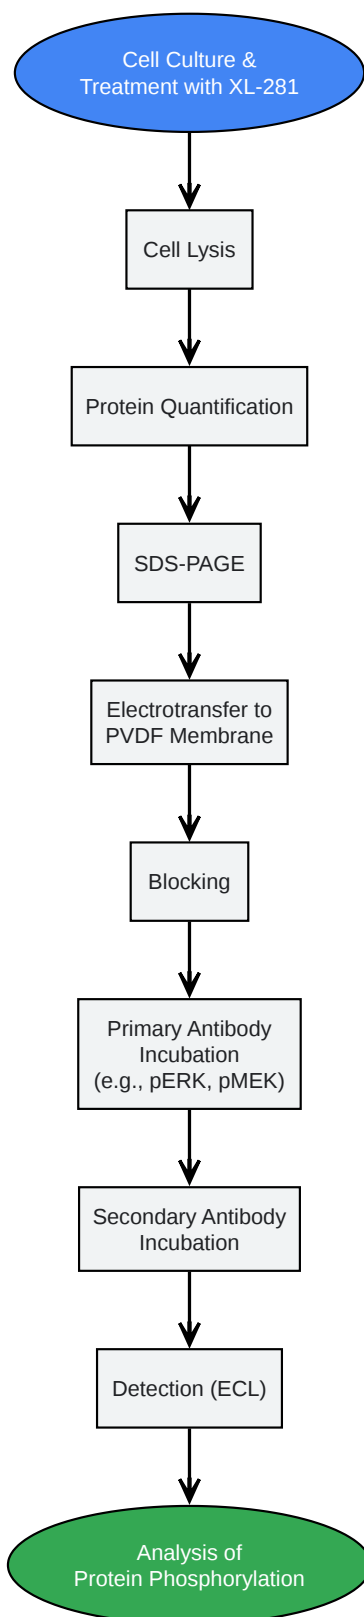 Cell Culture &
Treatment with XL-281
Cell Lysis
Protein Quantification
SDS-PAGE
Electrotransfer to
PVDF Membrane
Blocking
Primary Antibody
Incubation
(e.g., pERK, pMEK)
Secondary Antibody
Incubation
Detection (ECL)
Analysis of
Protein Phosphorylation